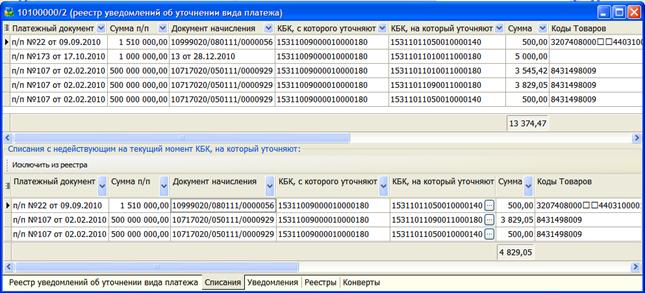 10100000/2 (реестр уведомлений об уточнении вида платежа)
Платежный документ Сумма п/п Документ начисления КБК, с которого уточняют КБК, на который уточняют Сумма Коды Товаров
п/п №22 от 09.09.2010 1 510 000,00 10999020/080111/0000056 15311009000010000180 15311011050010000140 500,00 3207408000□□4403100
п/п №173 от 17.10.2010 1 000,00 13 от 28.12.2010 15311009000010000180 15311011050010000140 5 000,00
п/п №107 от 02.02.2010 500 000 000,00 10717020/050111/0000929 15311009000010000180 15311011050010000140 3 545,42 8431498009
п/п №107 от 02.02.2010 500 000 000,00 10717020/050111/0000929 15311009000010000180 15311011090010000140 3 829,05 8431498009
п/п №107 от 02.02.2010 500 000 000,00 10717020/050111/0000929 15311009000010000180 15311011050010000140 500,00 8431498009
13 374,47
Списания с недействующим на текущий момент КБК, на который уточняют:
Исключить из реестра
Платежный документ Сумма п/п Документ начисления КБК, с которого уточняют КБК, на который уточняют Сумма Коды Товаров
п/п №22 от 09.09.2010 1 510 000,00 10999020/080111/0000056 15311009000010000180 15311011050010000140 ... 500,00 3207408000□□440310000
п/п №107 от 02.02.2010 500 000 000,00 10717020/050111/0000929 15311009000010000180 15311011090010000140 ... 3 829,05 8431498009
п/п №107 от 02.02.2010 500 000 000,00 10717020/050111/0000929 15311009000010000180 15311011050010000140 ... 500,00 8431498009
4 829,05
Реестр уведомлений об уточнении вида платежа Списания Уведомления Реестры Конверты